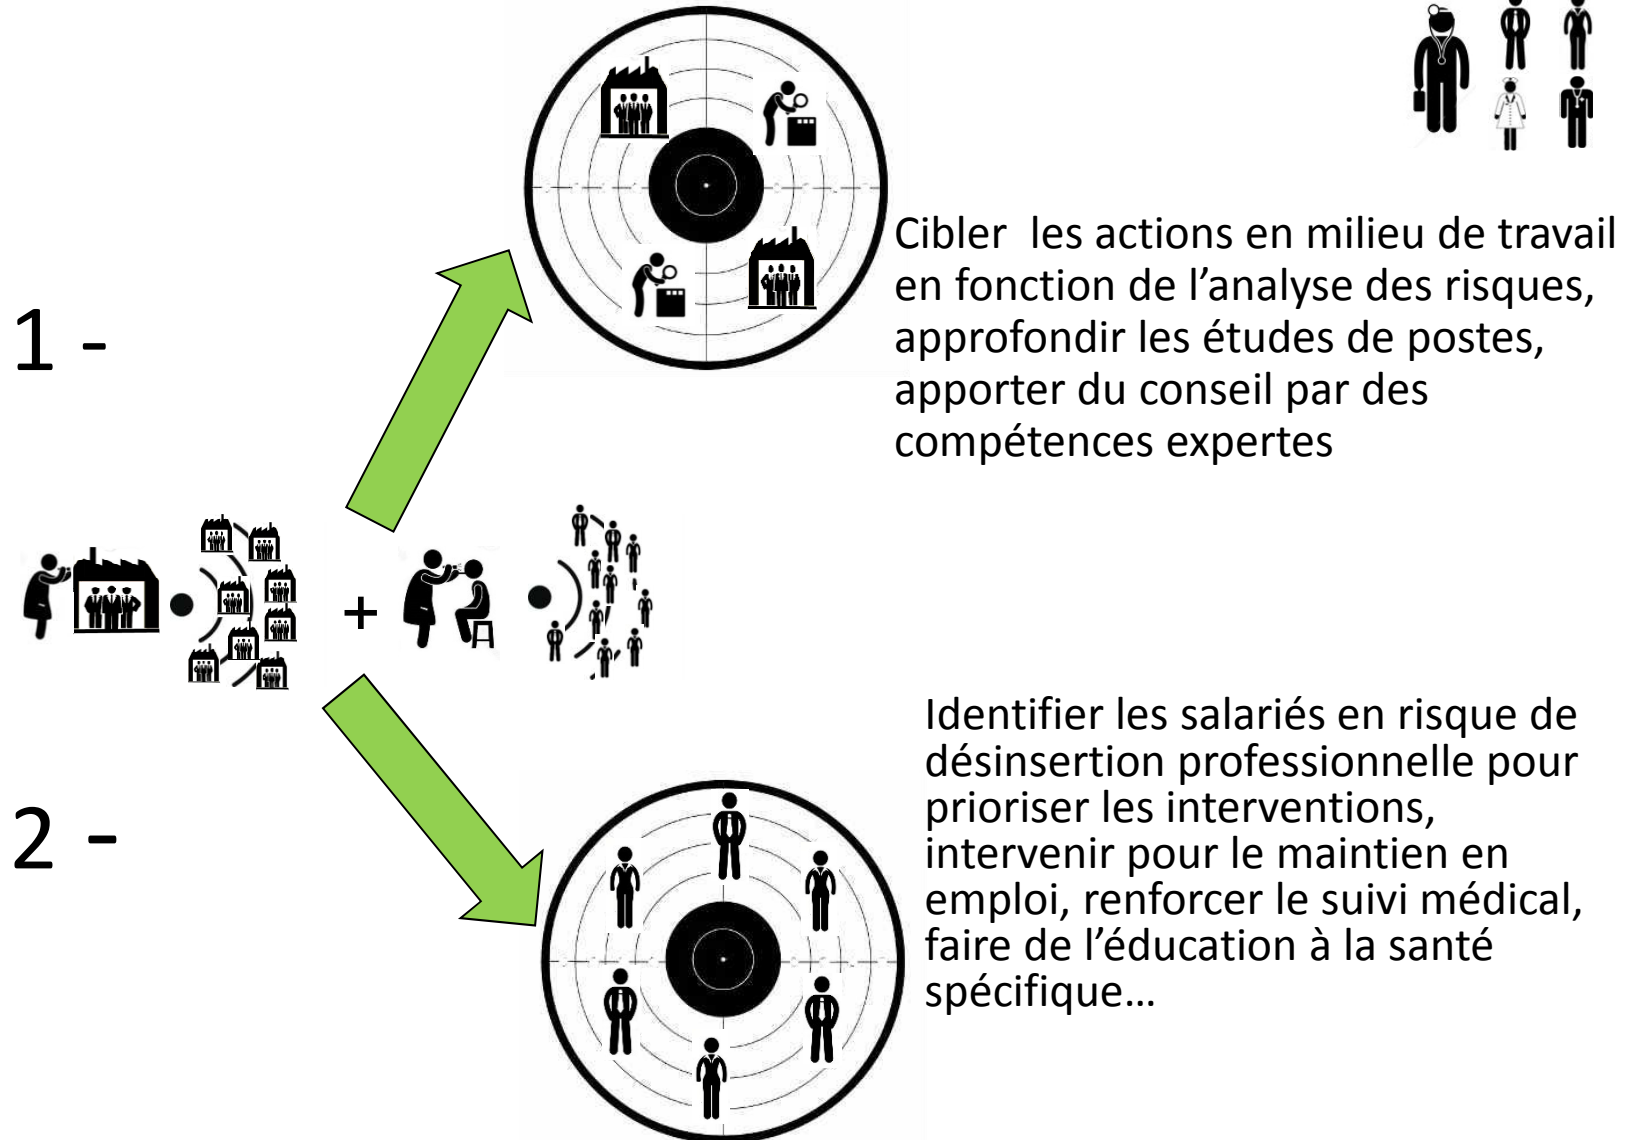 Cibler  les actions en milieu de travail
en fonction de l’analyse des risques,
approfondir les études de postes,
apporter du conseil par des
compétences expertes
1 -
+
2 -
Identifier les salariés en risque de
désinsertion professionnelle pour
prioriser les interventions,
intervenir pour le maintien en
emploi, renforcer le suivi médical,
faire de l’éducation à la santé
spécifique…